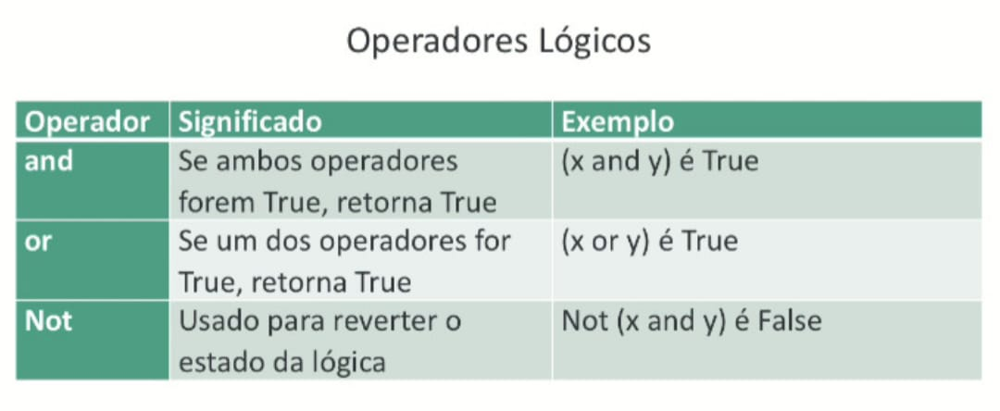 Operadores Lógicos
Operador Significado Exemplo
and Se ambos operadores (x and y) é True
forem True, retorna True
or Se um dos operadores for (x or y) é True
True, retorna True
Not Usado para reverter o Not (x and y) é False
estado da lógica